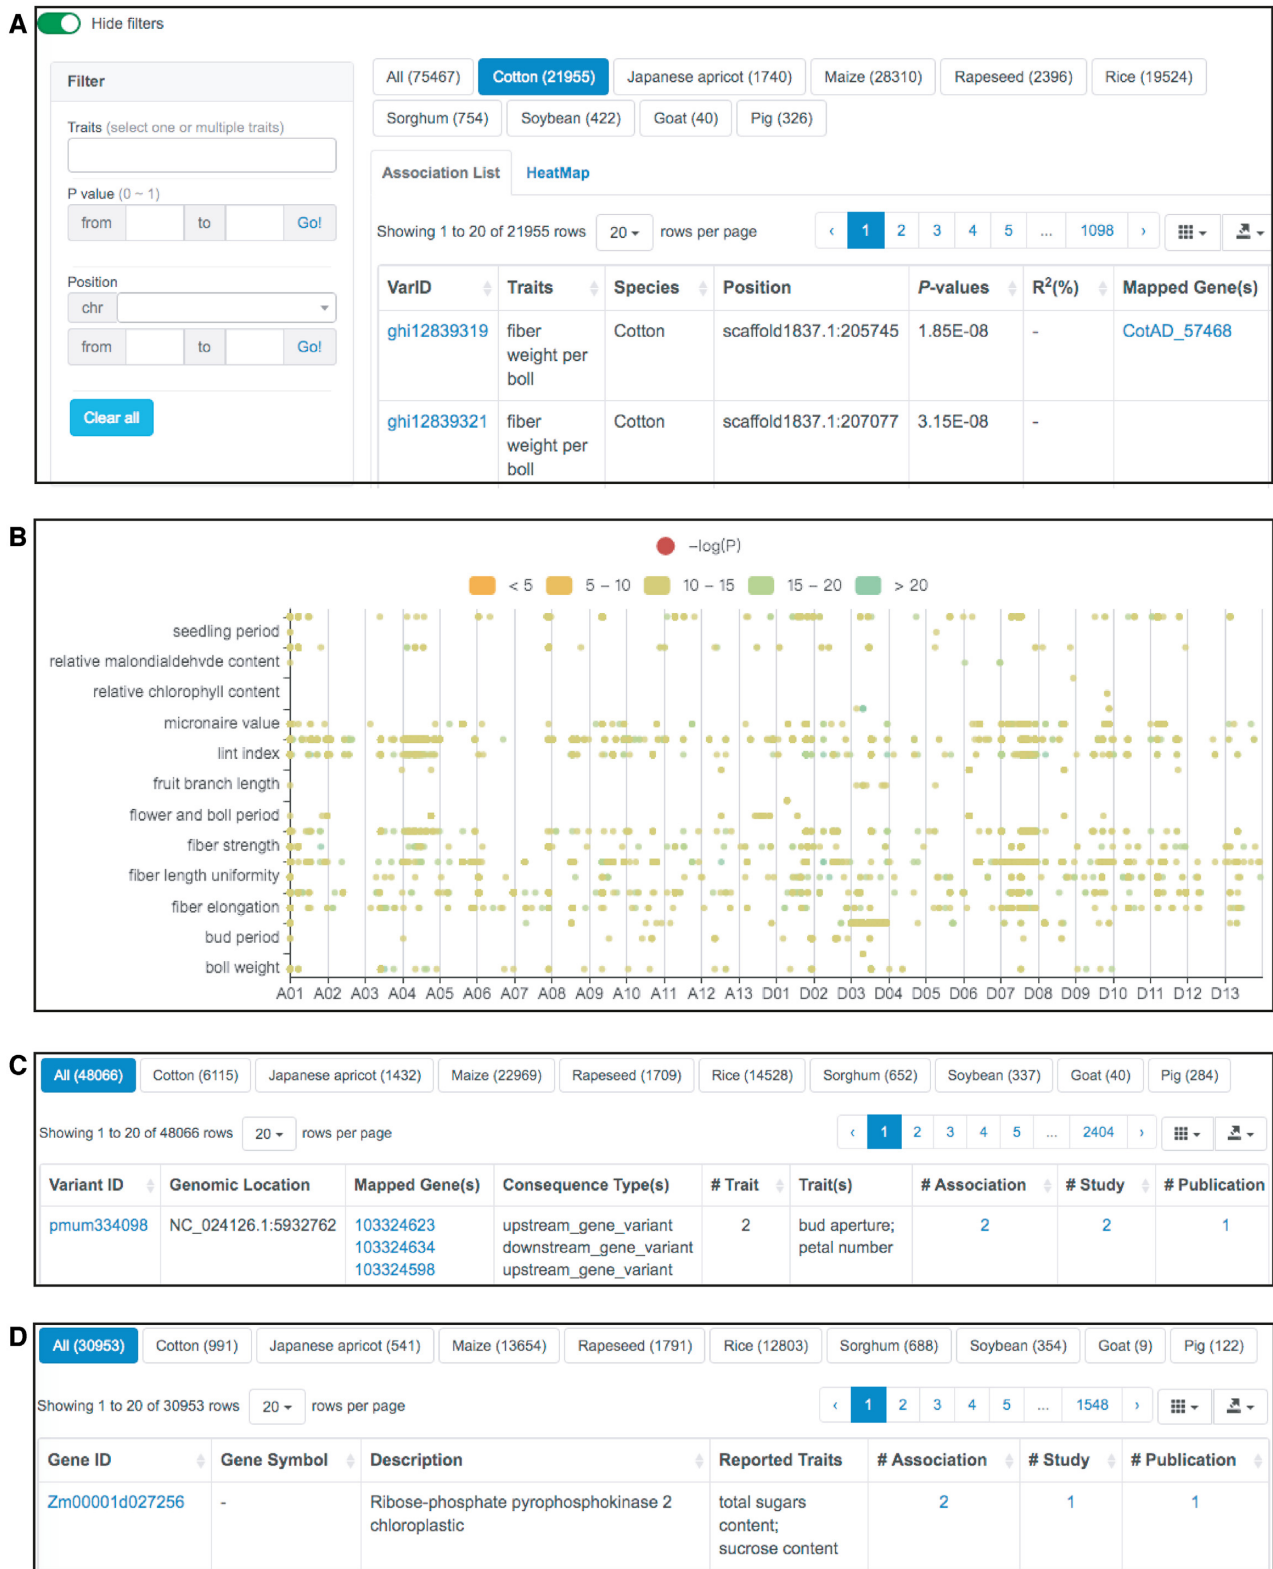 A
Hide filters
Filter
Traits (select one or multiple traits)
P value (0 ~ 1)
from to Go!
Position
chr
from to Go!
Clear all
All (75467) Cotton (21955) Japanese apricot (1740) Maize (28310) Rapeseed (2396) Rice (19524)
Sorghum (754) Soybean (422) Goat (40) Pig (326)
Association List HeatMap
Showing 1 to 20 of 21955 rows 20 rows per page ‹ 1 2 3 4 5 ... 1098 ›
VarID Traits Species Position P-values R2(%) Mapped Gene(s)
ghi12839319 fiber Cotton scaffold1837.1:205745 1.85E-08 - CotAD_57468
weight per
boll
ghi12839321 fiber Cotton scaffold1837.1:207077 3.15E-08 -
weight per
boll
B
−log(P)
< 5 5 – 10 10 – 15 15 – 20 > 20
seedling period
relative malondialdehyde content
relative chlorophyll content
micronaire value
lint index
fruit branch length
flower and boll period
fiber strength
fiber length uniformity
fiber elongation
bud period
boll weight
A01 A02 A03 A04 A05 A06 A07 A08 A09 A10 A11 A12 A13 D01 D02 D03 D04 D05 D06 D07 D08 D09 D10 D11 D12 D13
C
All (48066) Cotton (6115) Japanese apricot (1432) Maize (22969) Rapeseed (1709) Rice (14528) Sorghum (652) Soybean (337) Goat (40) Pig (284)
Showing 1 to 20 of 48066 rows 20 rows per page ‹ 1 2 3 4 5 ... 2404 ›
Variant ID Genomic Location Mapped Gene(s) Consequence Type(s) # Trait Trait(s) # Association # Study # Publication
pmum334098 NC_024126.1:5932762 103324623 upstream_gene_variant 2 bud aperture; 2 2 1
103324634 downstream_gene_variant petal number
103324598 upstream_gene_variant
D
All (30953) Cotton (991) Japanese apricot (541) Maize (13654) Rapeseed (1791) Rice (12803) Sorghum (688) Soybean (354) Goat (9) Pig (122)
Showing 1 to 20 of 30953 rows 20 rows per page ‹ 1 2 3 4 5 ... 1548 ›
Gene ID Gene Symbol Description Reported Traits # Association # Study # Publication
Zm00001d027256 - Ribose-phosphate pyrophosphokinase 2 total sugars 2 1 1
chloroplastic content;
sucrose content